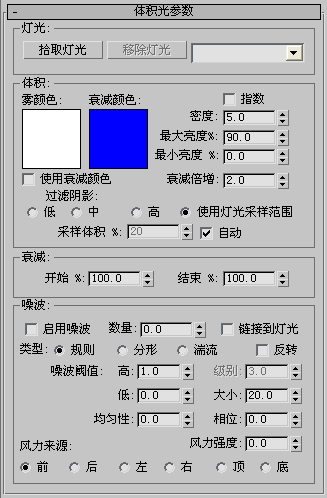 体积光参数
灯光:
拾取灯光 移除灯光
体积:
雾颜色: 衰减颜色: 指数
密度: 5.0
最大亮度%: 90.0
最小亮度 %: 0.0
使用衰减颜色 衰减倍增: 2.0
过滤阴影:
低 中 高 使用灯光采样范围
采样体积 %: 20 自动
衰减:
开始 %: 100.0 结束 %: 100.0
噪波:
启用噪波 数量: 0.0 链接到灯光
类型: 规则 分形 湍流 反转
噪波阈值: 高: 1.0 级别: 3.0
低: 0.0 大小: 20.0
均匀性: 0.0 相位: 0.0
风力来源: 风力强度: 0.0
前 后 左 右 顶 底